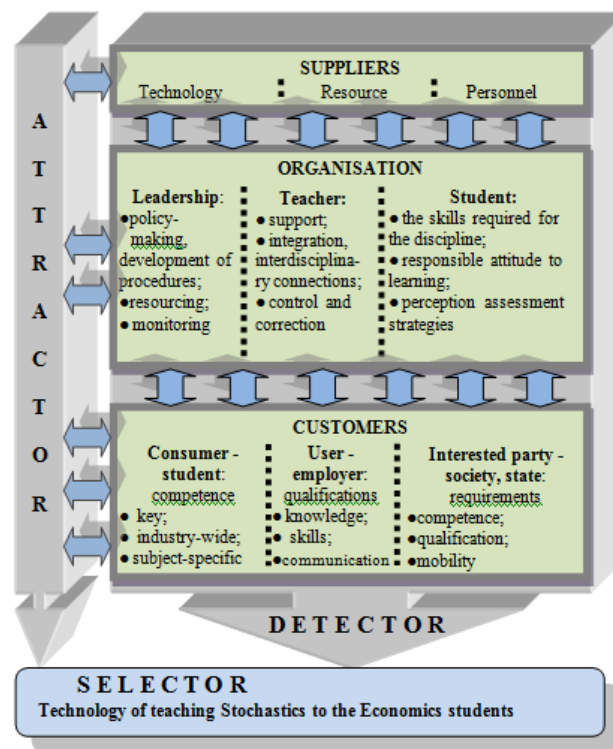 ATTRACTOR
SUPPLIERS
Technology Resource Personnel
ORGANISATION
Leadership:
●policy-
making,
development of
procedures;
●resourcing;
● monitoring
Teacher:
● support;
● integration,
interdisciplina-
ry connections;
● control and
correction
Student:
● the skills required for
the discipline;
● responsible attitude to
learning;
● perception assessment
strategies
CUSTOMERS
Consumer -
student:
competence
● key;
● industry-wide;
● subject-specific
User -
employer:
qualifications
●knowledge;
● skills;
●communication
Interested party -
society, state:
requirements
●competence;
●qualification;
●mobility
DETECTOR
SELECTOR
Technology of teaching Stochastics to the Economics students